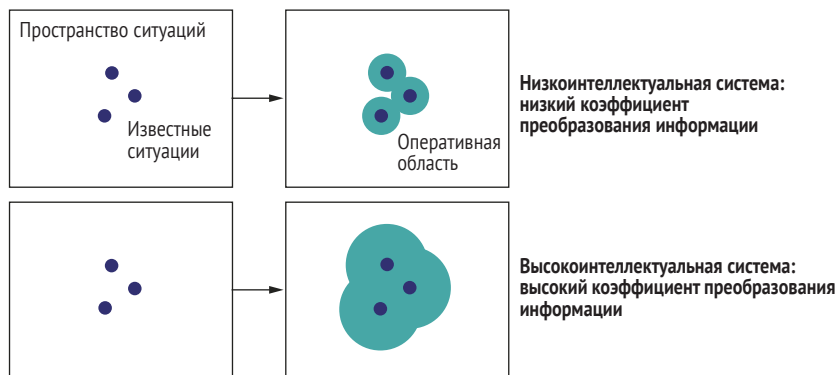 Пространство ситуаций
Известные
ситуации
Оперативная
область
Низкоинтеллектуальная система:
низкий коэффициент
преобразования информации
Высокоинтеллектуальная система:
высокий коэффициент преобразования
информации